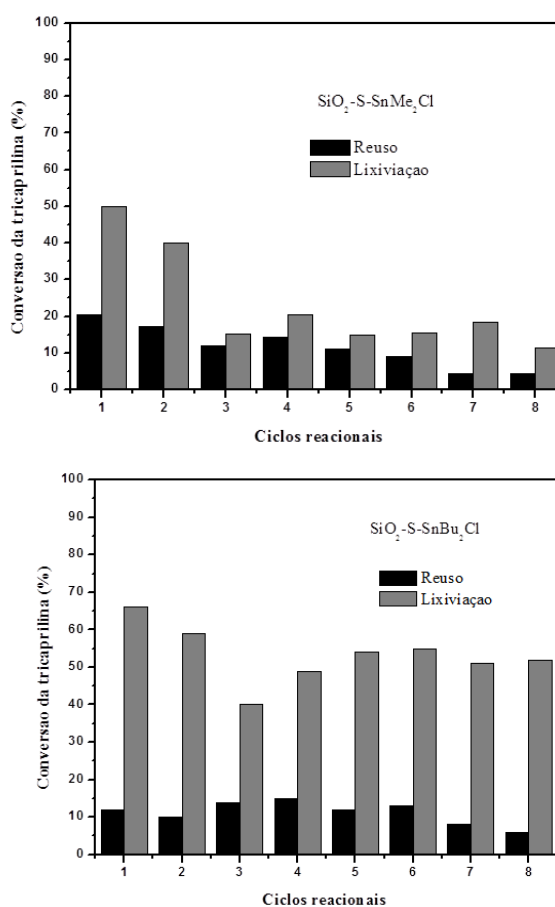 100
90
80
70
60
50
40
30
20
10
0
Conversao da tricaprilina (%)
SiO2-S-SnMe2Cl
Reuso
Lixiviaçao
1 2 3 4 5 6 7 8
Ciclos reacionais
100
90
80
70
60
50
40
30
20
10
0
Conversao da tricaprilina (%)
SiO2-S-SnBu2Cl
Reuso
Lixiviaçao
1 2 3 4 5 6 7 8
Ciclos reacionais